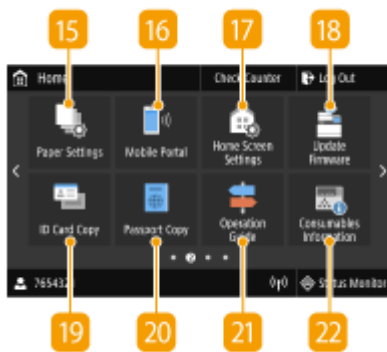 15 16 17 18
Home Check Counter Log Out
Paper Settings Mobile Portal Home Screen Settings Update Firmware
ID Card Copy Passport Copy Operation Guide Consumables Information
2
Status Monitor
19 20 21 22